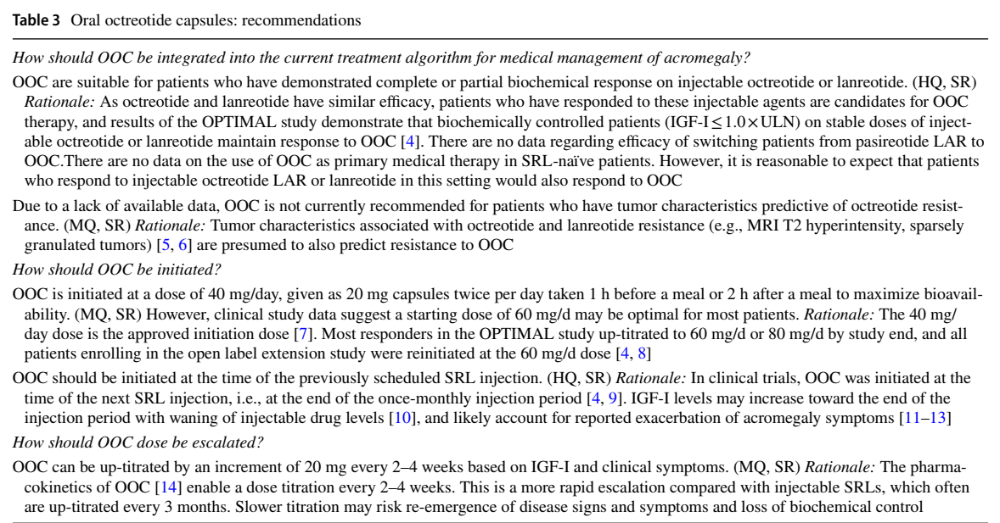 Table 3 Oral octreotide capsules: recommendations
How should OOC be integrated into the current treatment algorithm for medical management of acromegaly?
OOC are suitable for patients who have demonstrated complete or partial biochemical response on injectable octreotide or lanreotide. (HQ, SR)
Rationale: As octreotide and lanreotide have similar efficacy, patients who have responded to these injectable agents are candidates for OOC
therapy, and results of the OPTIMAL study demonstrate that biochemically controlled patients (IGF-I ≤ 1.0 × ULN) on stable doses of inject-
able octreotide or lanreotide maintain response to OOC [4]. There are no data regarding efficacy of switching patients from pasireotide LAR to
OOC.There are no data on the use of OOC as primary medical therapy in SRL-naïve patients. However, it is reasonable to expect that patients
who respond to injectable octreotide LAR or lanreotide in this setting would also respond to OOC
Due to a lack of available data, OOC is not currently recommended for patients who have tumor characteristics predictive of octreotide resist-
ance. (MQ, SR) Rationale: Tumor characteristics associated with octreotide and lanreotide resistance (e.g., MRI T2 hyperintensity, sparsely
granulated tumors) [5, 6] are presumed to also predict resistance to OOC
How should OOC be initiated?
OOC is initiated at a dose of 40 mg/day, given as 20 mg capsules twice per day taken 1 h before a meal or 2 h after a meal to maximize bioavail-
ability. (MQ, SR) However, clinical study data suggest a starting dose of 60 mg/d may be optimal for most patients. Rationale: The 40 mg/
day dose is the approved initiation dose [7]. Most responders in the OPTIMAL study up-titrated to 60 mg/d or 80 mg/d by study end, and all
patients enrolling in the open label extension study were reinitiated at the 60 mg/d dose [4, 8]
OOC should be initiated at the time of the previously scheduled SRL injection. (HQ, SR) Rationale: In clinical trials, OOC was initiated at the
time of the next SRL injection, i.e., at the end of the once-monthly injection period [4, 9]. IGF-I levels may increase toward the end of the
injection period with waning of injectable drug levels [10], and likely account for reported exacerbation of acromegaly symptoms [11–13]
How should OOC dose be escalated?
OOC can be up-titrated by an increment of 20 mg every 2–4 weeks based on IGF-I and clinical symptoms. (MQ, SR) Rationale: The pharma-
cokinetics of OOC [14] enable a dose titration every 2–4 weeks. This is a more rapid escalation compared with injectable SRLs, which often
are up-titrated every 3 months. Slower titration may risk re-emergence of disease signs and symptoms and loss of biochemical control